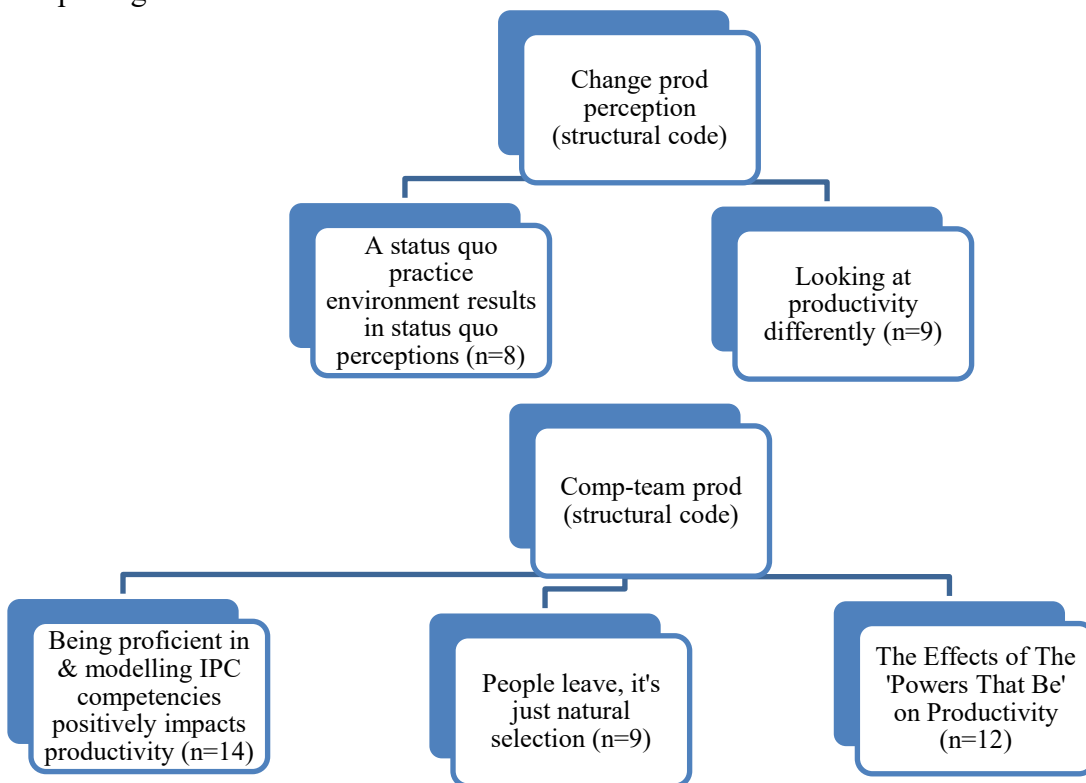 Change prod
perception
(structural code)
A status quo
practice
environment results
in status quo
perceptions (n=8)
Looking at
productivity
differently (n=9)
Comp-team prod
(structural code)
Being proficient in
& modelling IPC
competencies
positively impacts
productivity (n=14)
People leave, it's
just natural
selection (n=9)
The Effects of The
'Powers That Be'
on Productivity
(n=12)